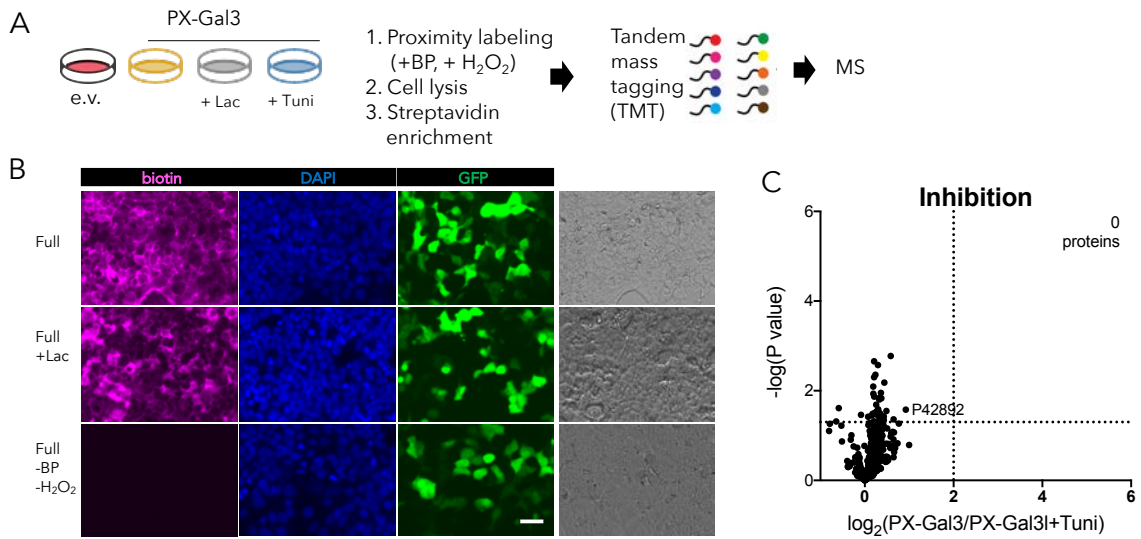 A
PX-Gal3
e.v.
+ Lac
+ Tuni
1. Proximity labeling
(+BP, + H₂O₂)
2. Cell lysis
3. Streptavidin
enrichment
Tandem
mass
tagging
(TMT)
MS
B
biotin
DAPI
GFP
Full
Full
+Lac
Full
-BP
-H₂O₂
C
Inhibition
0
proteins
6
4
2
0
-log(P value)
P42892
0
2
4
6
log₂(PX-Gal3/PX-Gal3l+Tuni)